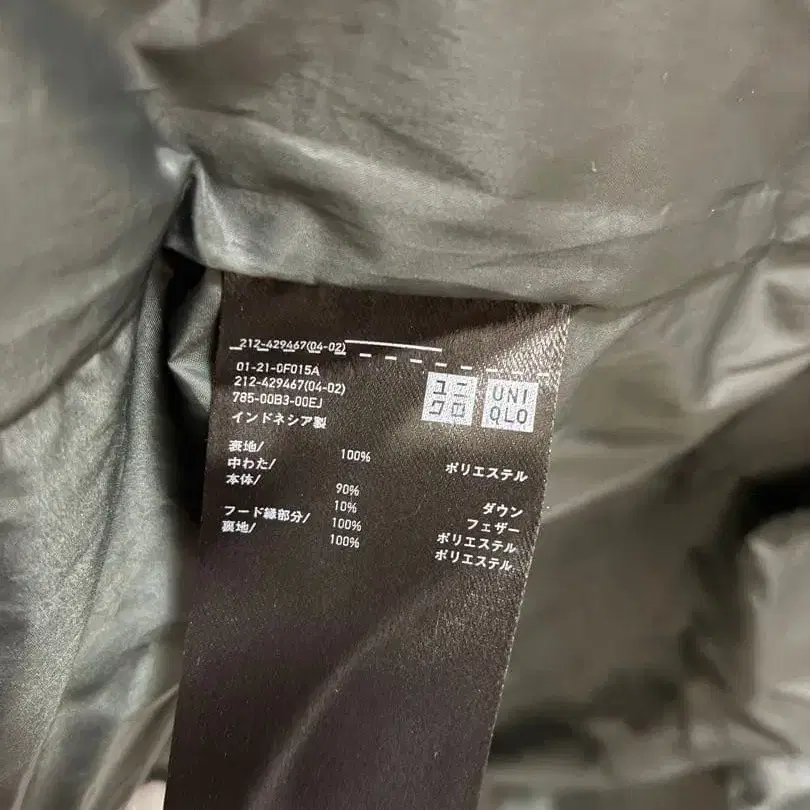 212-429467(04-02)
01-21-0F015A
212-429467(04-02)
785-00B3-00EJ
インドネシア製
ユニ
クロ
UNI
QLO
表地/ 100% ポリエステル
中わた/
本体/ 90% ダウン
10% フェザー
フード縁部分/ 100% ポリエステル
裏地/ 100% ポリエステル